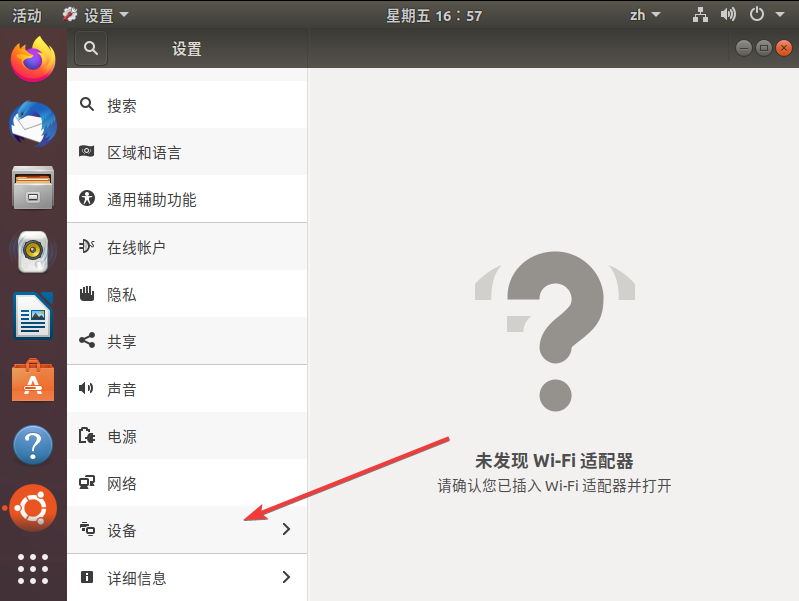 活动
设置
星期五 16：57
zh
设置
搜索
区域和语言
通用辅助功能
在线帐户
隐私
共享
声音
电源
网络
设备
详细信息
未发现 Wi-Fi 适配器
请确认您已插入 Wi-Fi 适配器并打开